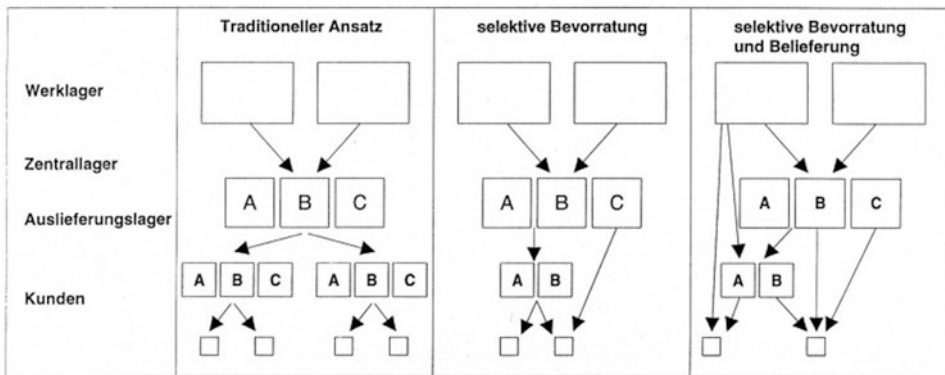 Traditioneller Ansatz
selektive Bevorratung
selektive Bevorratung
und Belieferung
Werklager
Zentrallager
A B C
A B C
A B C
Auslieferungslager
A B C A B C
A B
A B
Kunden